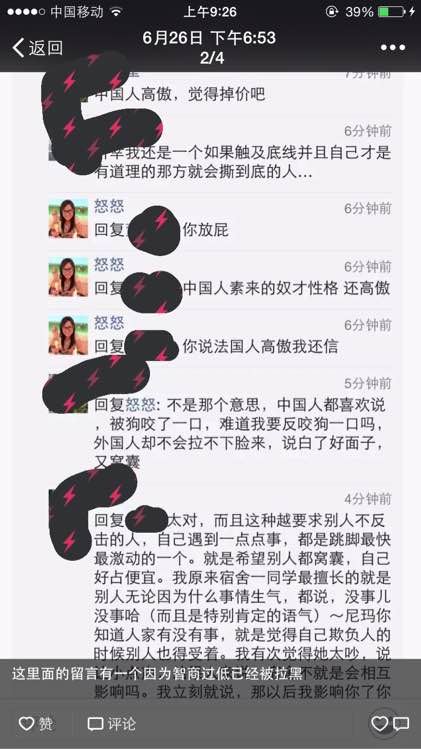 中国移动 上午9:26 39%
返回 6月26日 下午6:53
2/4
7分钟前
中国人高傲，觉得掉价吧
6分钟前
我还是一个如果触及底线并且自己才是
有道理的那方就会撕到底的人...
怒怒 6分钟前
回复 你放屁
怒怒 6分钟前
回复 中国人素来的奴才性格 还高傲
怒怒 6分钟前
回复 你说法国人高傲我还信
5分钟前
回复怒怒: 不是那个意思，中国人都喜欢说
，被狗咬了一口，难道我要反咬狗一口吗，
外国人却不会拉不下脸来，说白了好面子，
又窝囊
4分钟前
回复 太对，而且这种越要求别人不反
击的人，自己遇到一点点事，都是跳脚最快
最激动的一个。就是希望别人都窝囊，自己
好占便宜。我原来宿舍一同学最擅长的就是
别人无论因为什么事情生气，都说，没事儿
没事哈（而且是特别肯定的语气）～尼玛你
知道人家有没有事，就是觉得自己欺负人的
时候别人也得受着。我有次觉得她太吵，说
这里面的留言有一个因为智商过低已经被拉黑
不就是会相互
影响吗。我立刻就说，那以后我影响你了你
赞 评论